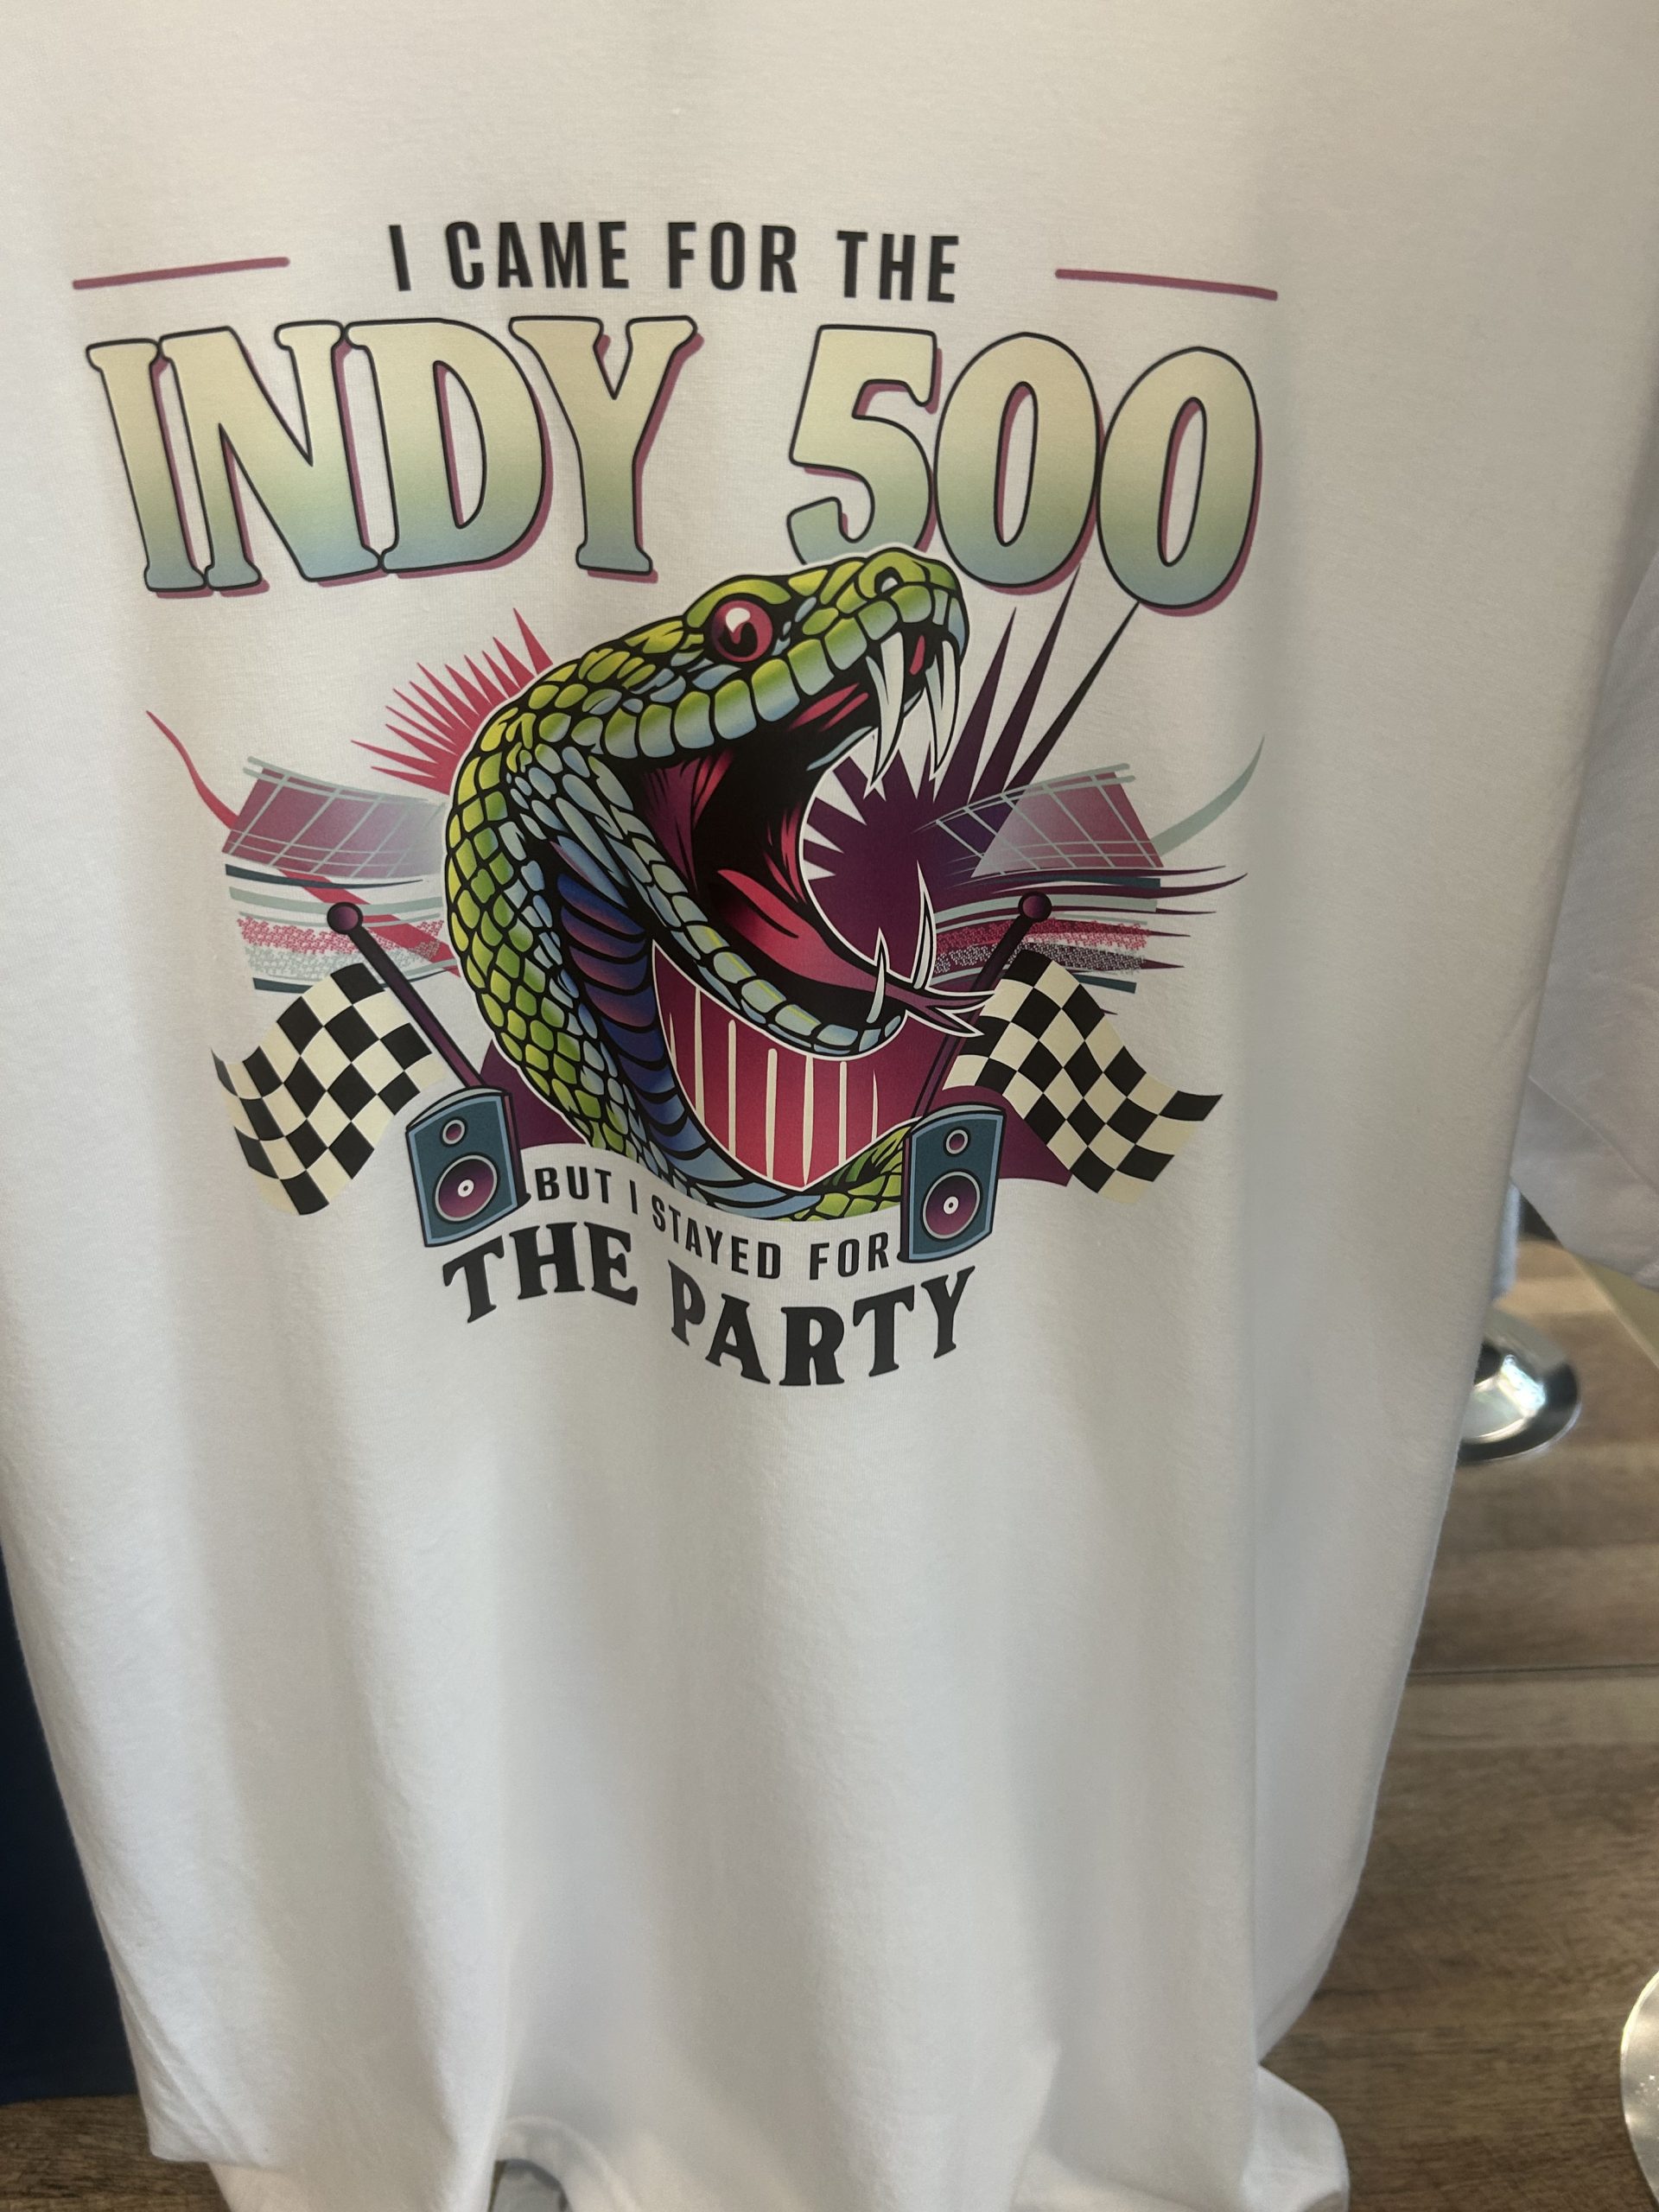 I CAME FOR THE
INDY 500
BUT I STAYED FOR
THE PARTY